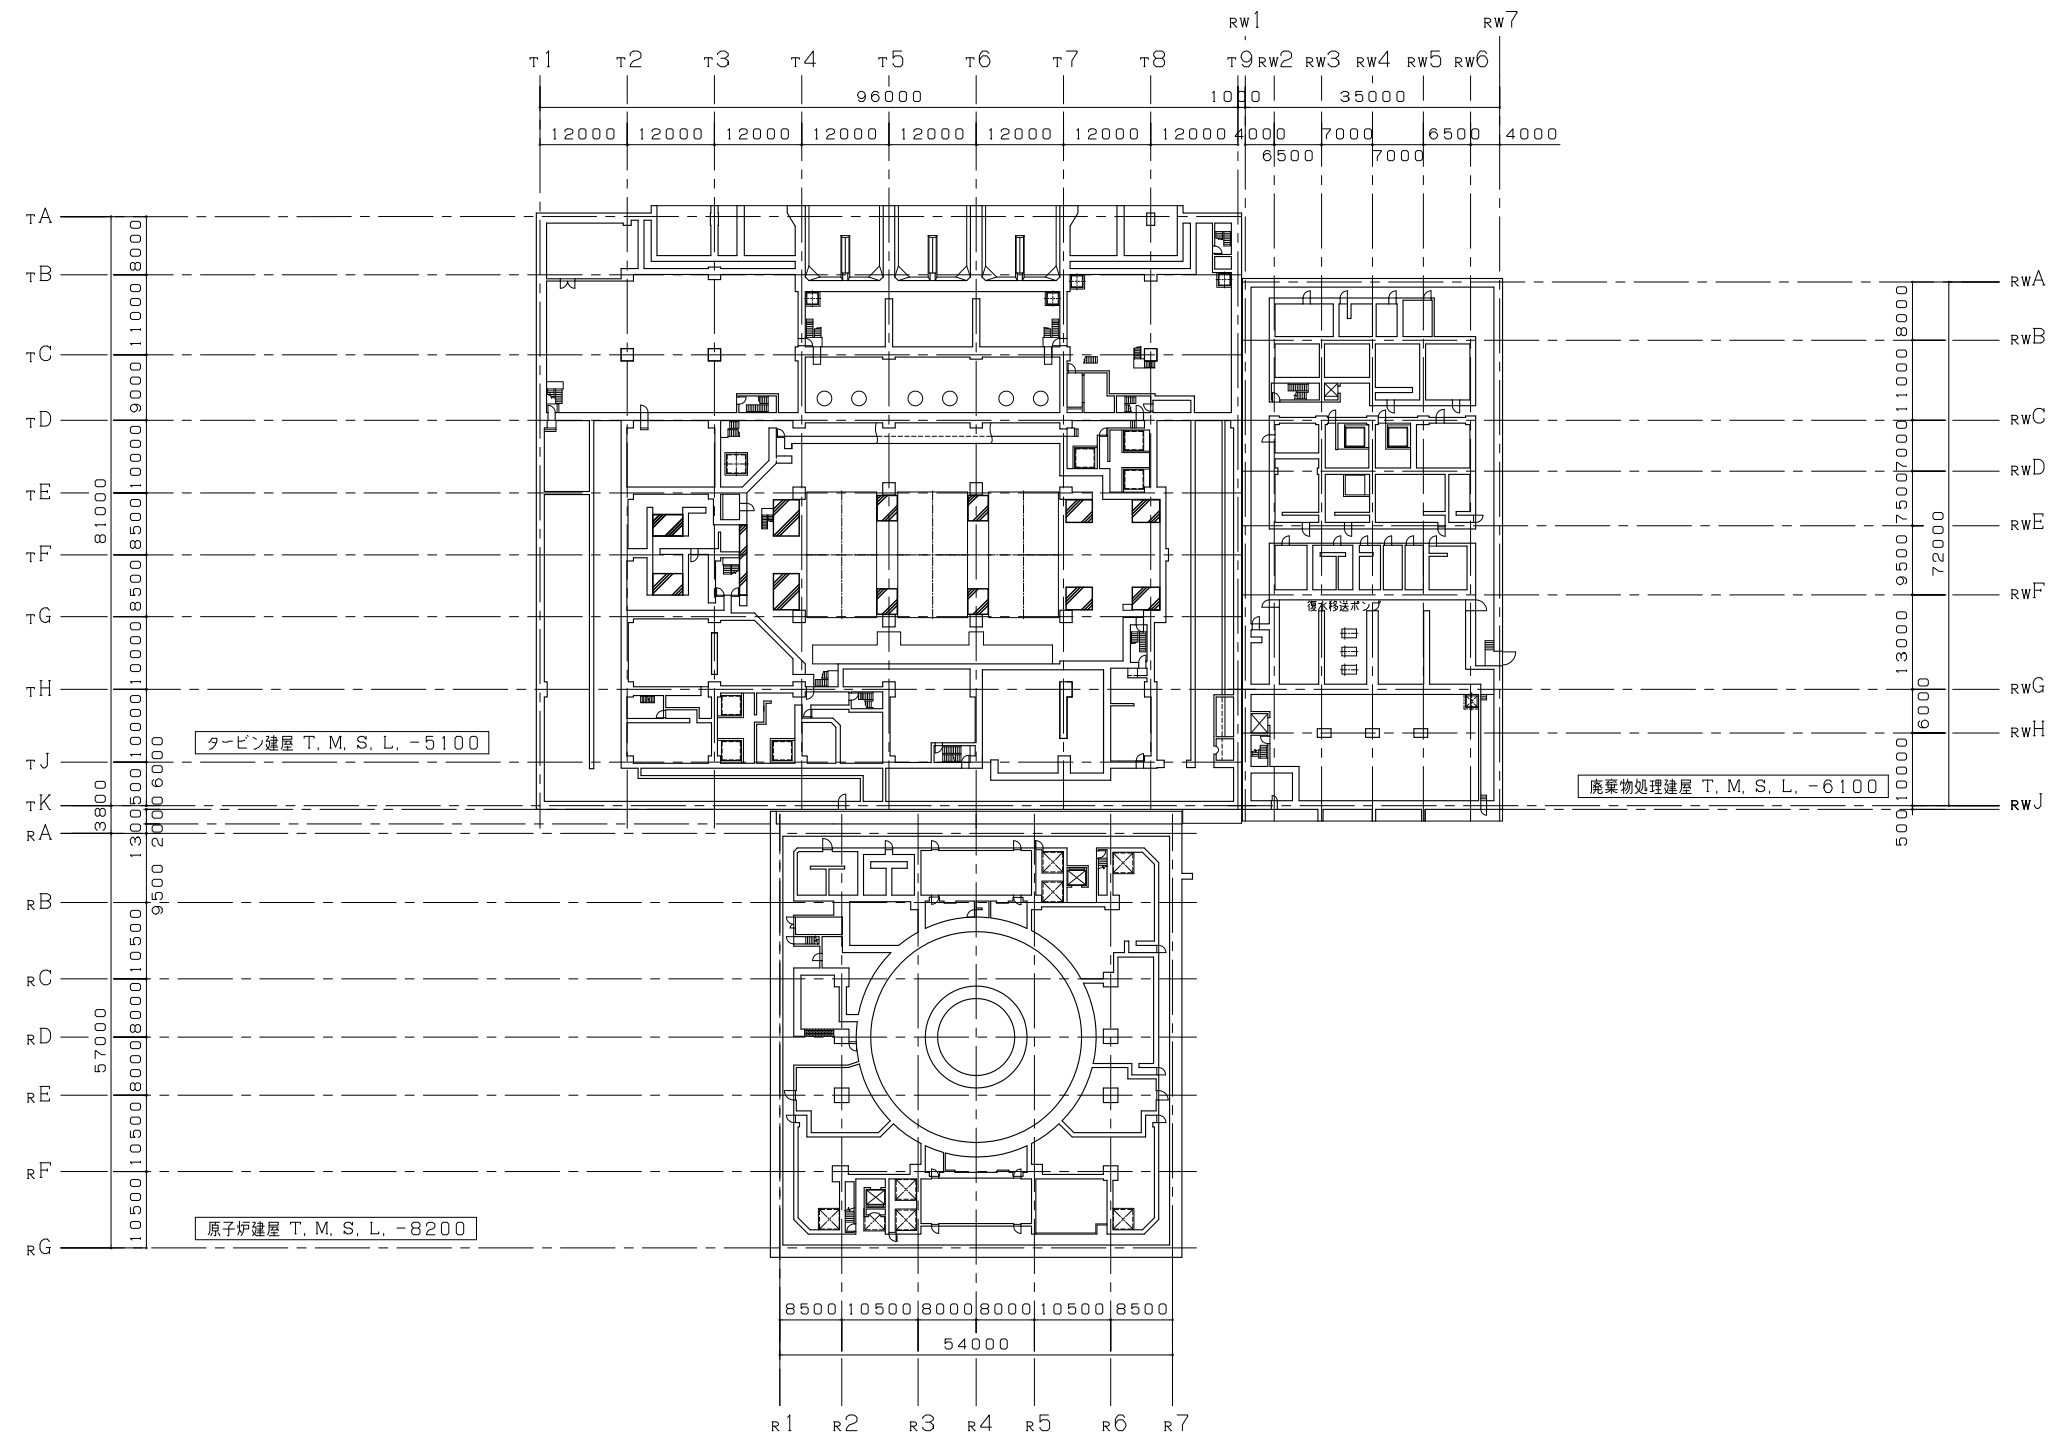 RW1 RW7
T1 T2 T3 T4 T5 T6 T7 T8 T9 RW2 RW3 RW4 RW5 RW6
96000 1000 35000
12000 12000 12000 12000 12000 12000 12000 12000 4000 7000 6500 4000
6500 7000
TA
TB
TC
TD
TE
TF
TG
TH
TJ
TK
RA
RB
RC
RD
RE
RF
RG
8000
11000
9000
10000
8500
8500
10000
10000
6000
500
1300
2000
9500
10500
8000
8000
10500
10500
81000
3800
57000
RWA
RWB
RWC
RWD
RWE
RWF
RWG
RWH
RWJ
8000
11000
7000
7500
9500
13000
6000
10000
500
72000
復水移送ポンプ
タービン建屋 T.M.S.L.-5100
廃棄物処理建屋 T.M.S.L.-6100
原子炉建屋 T.M.S.L.-8200
8500 10500 8000 8000 10500 8500
54000
R1 R2 R3 R4 R5 R6 R7